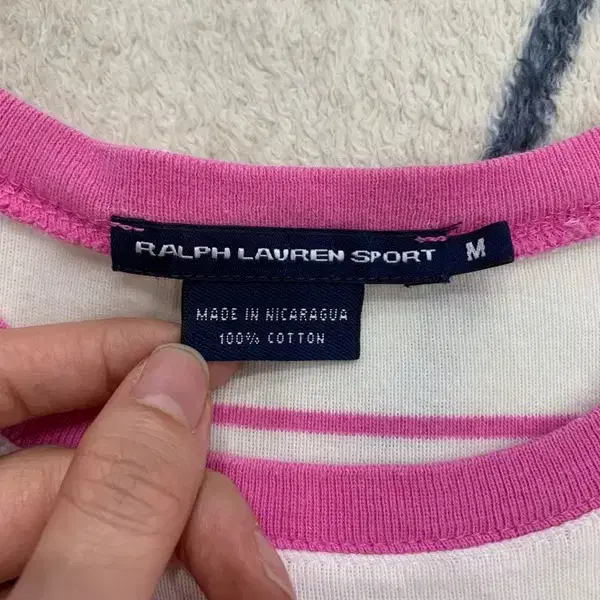 RALPH LAUREN SPORT M
MADE IN NICARAGUA
100% COTTON